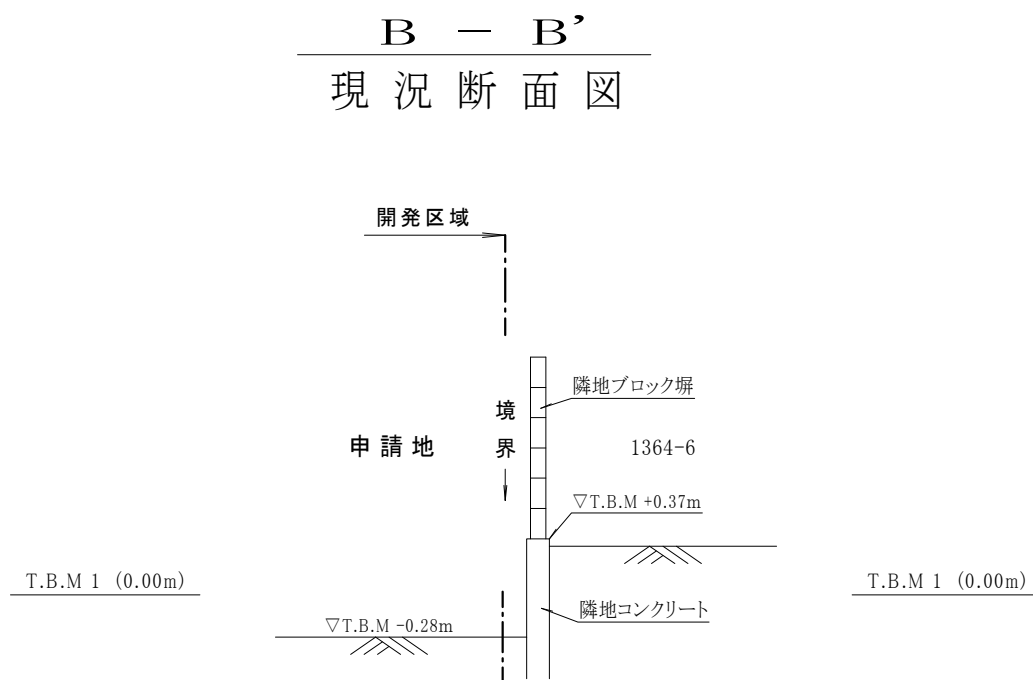 B － B’
現況断面図
開発区域
隣地ブロック塀
境界
申請地
1364-6
▽T.B.M +0.37m
T.B.M 1 (0.00m)
T.B.M 1 (0.00m)
隣地コンクリート
▽T.B.M -0.28m